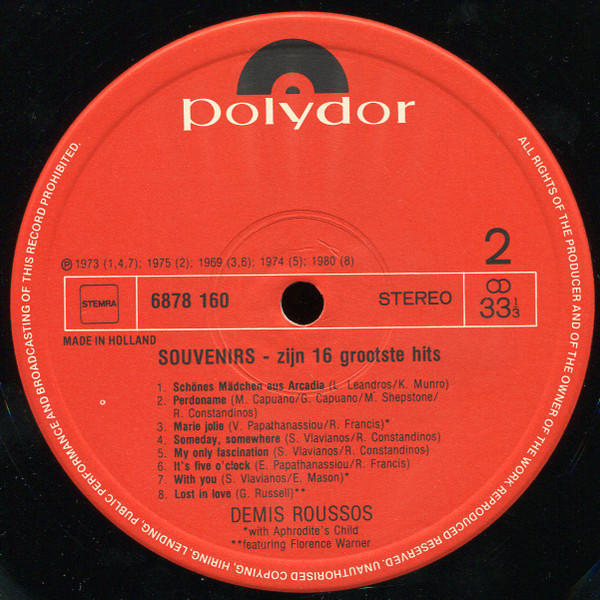 polydor
ALL RIGHTS OF THE PRODUCER AND OF THE OWNER OF THE WORK REPRODUCED RESERVED. UNAUTHORISED COPYING, HIRING, LENDING, PUBLIC PERFORMANCE AND BROADCASTING OF THIS RECORD PROHIBITED.
2
℗ 1973 (1,4,7); 1975 (2); 1969 (3,6); 1974 (5); 1980 (8)
STEMRA
6878 160
STEREO
33 1/3
MADE IN HOLLAND
SOUVENIRS - zijn 16 grootste hits
1. Schönes Mädchen aus Arcadia (L. Leandros/K. Munro)
2. Perdoname (M. Capuano/G. Capuano/M. Shepstone/
R. Constandinos)
3. Marie jolie (V. Papathanassiou/R. Francis)*
4. Someday, somewhere (S. Vlavianos/R. Constandinos)
5. My only fascination (S. Vlavianos/R. Constandinos)
6. It's five o'clock (E. Papathanassiou/R. Francis)
7. With you (S. Vlavianos/E. Mason)*
8. Lost in love (G. Russell)**
DEMIS ROUSSOS
*with Aphrodite's Child
**featuring Florence Warner